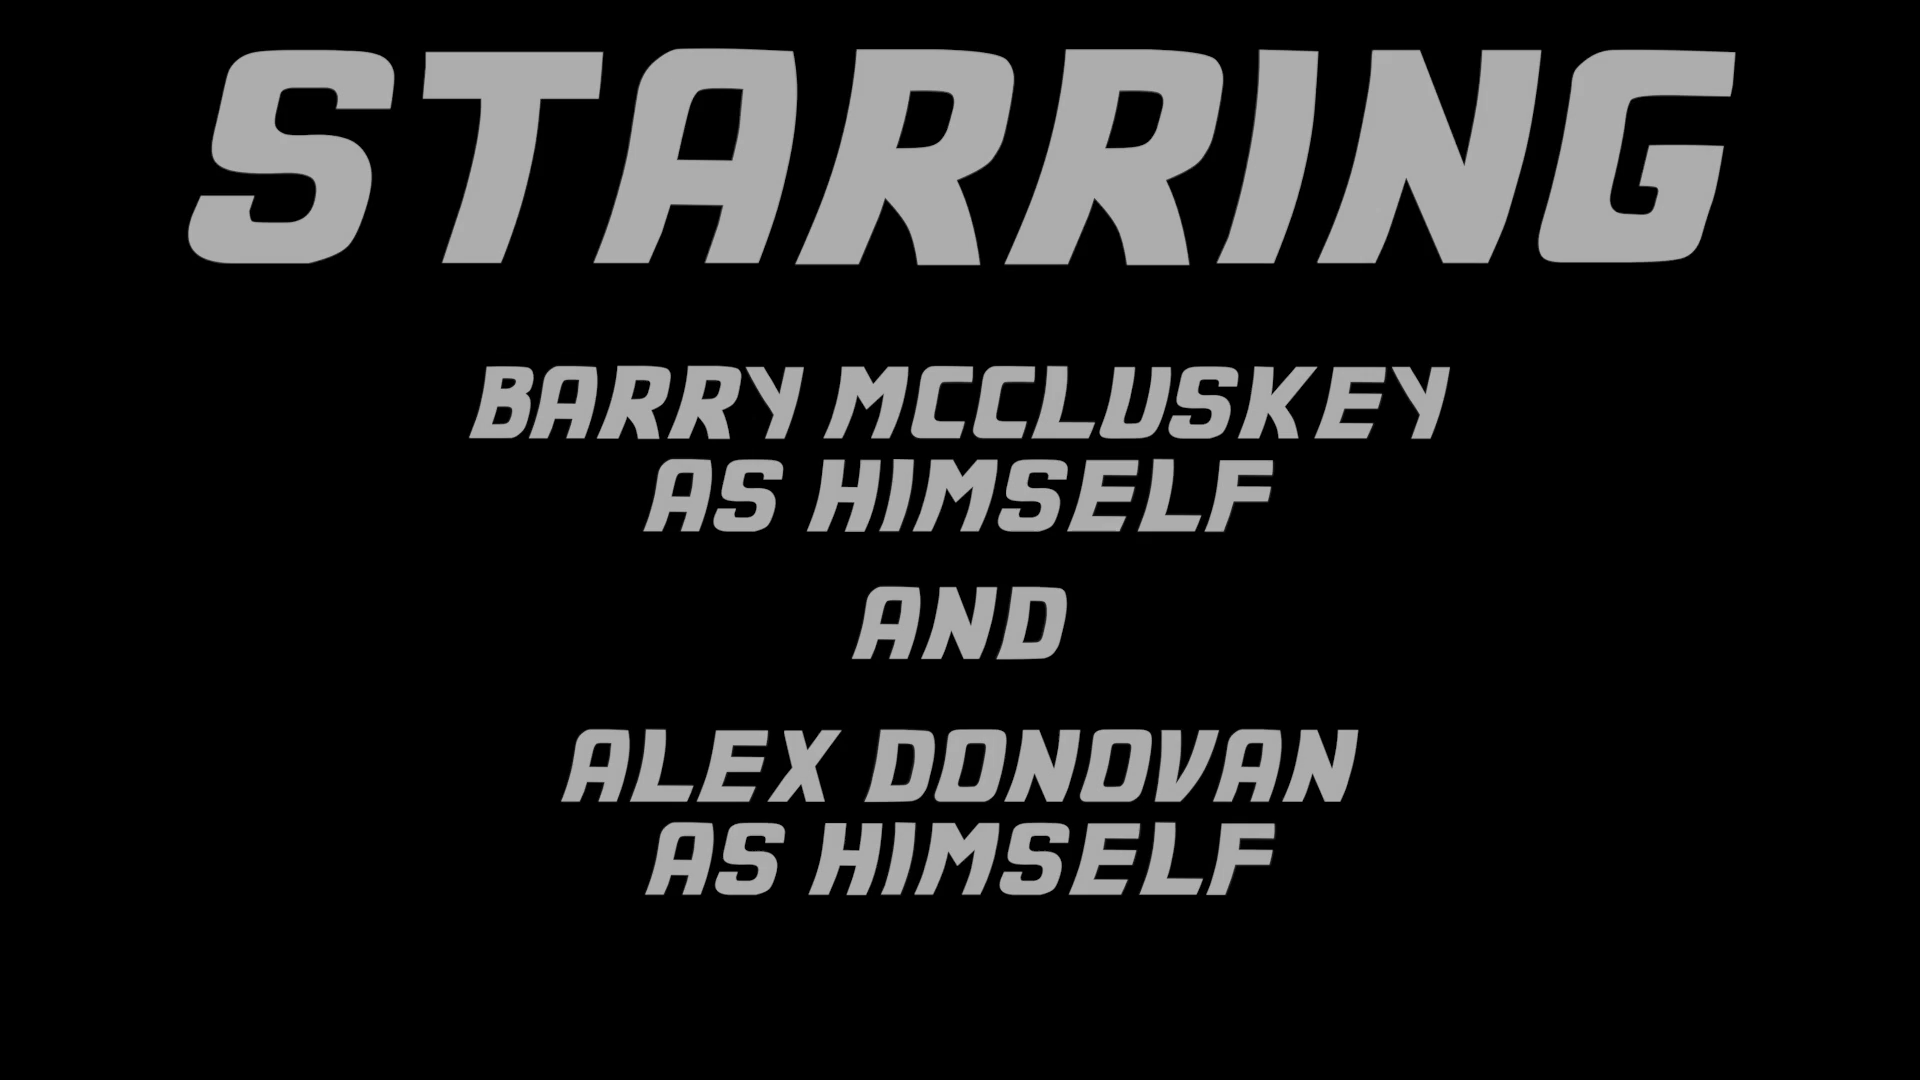 STARRING
BARRY MCCLUSKEY
AS HIMSELF
AND
ALEX DONOVAN
AS HIMSELF